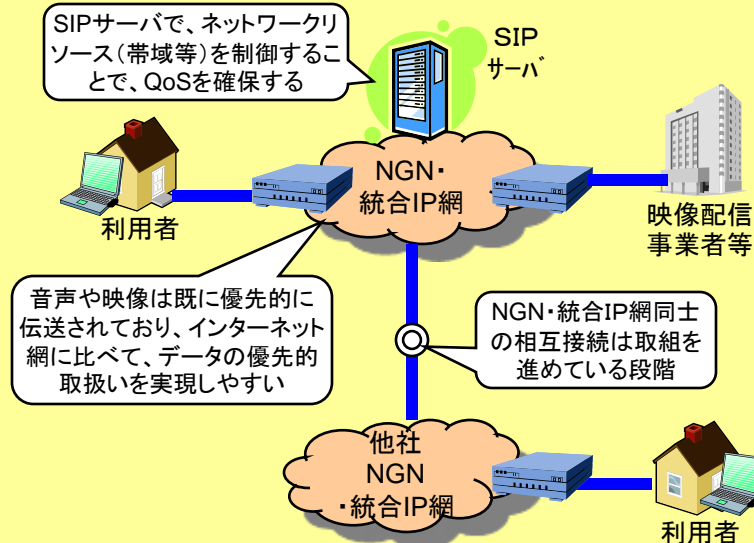 SIPサーバで、ネットワークリ
ソース（帯域等）を制御するこ
とで、QoSを確保する
SIP
サーバ
NGN・
統合IP網
利用者
映像配信
事業者等
音声や映像は既に優先的に
伝送されており、インターネット
網に比べて、データの優先的
取扱いを実現しやすい
NGN・統合IP網同士
の相互接続は取組を
進めている段階
他社
NGN
・統合IP網
利用者